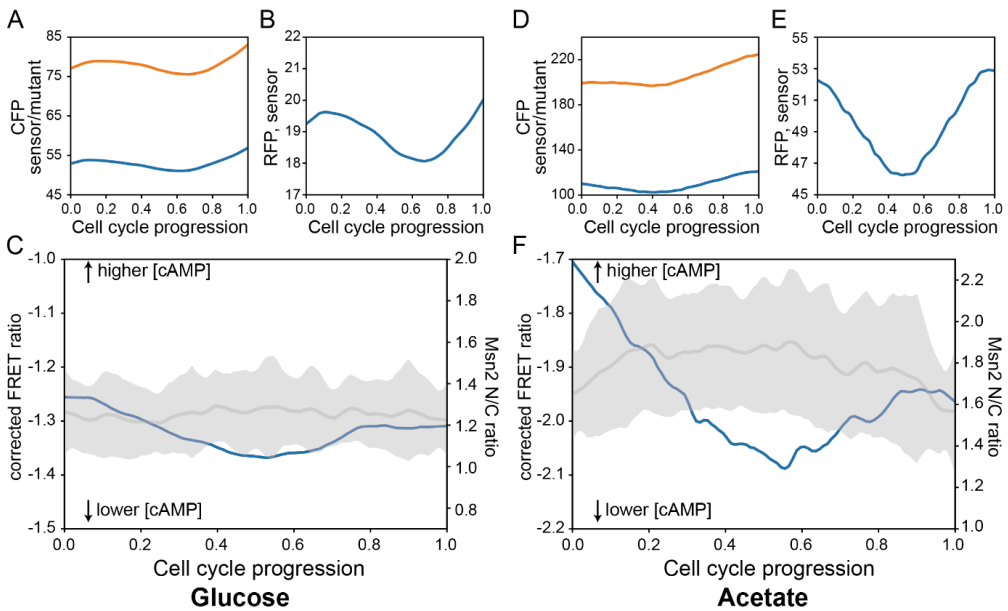 A
CFP
sensor/mutant
85
75
65
55
45
0.0 0.2 0.4 0.6 0.8 1.0
Cell cycle progression
B
RFP, sensor
22
21
20
19
18
17
0.0 0.2 0.4 0.6 0.8 1.0
Cell cycle progression
D
CFP
sensor/mutant
220
180
140
100
0.0 0.2 0.4 0.6 0.8 1.0
Cell cycle progression
E
RFP, sensor
55
53
51
49
47
45
0.0 0.2 0.4 0.6 0.8 1.0
Cell cycle progression
C
corrected FRET ratio
-1.0
-1.1
-1.2
-1.3
-1.4
-1.5
↑ higher [cAMP]
↓ lower [cAMP]
2.0
1.8
1.6
1.4
1.2
1.0
0.8
Msn2 N/C ratio
0.0 0.2 0.4 0.6 0.8 1.0
Cell cycle progression
Glucose
F
corrected FRET ratio
-1.7
-1.8
-1.9
-2.0
-2.1
-2.2
↑ higher [cAMP]
↓ lower [cAMP]
2.2
2.0
1.8
1.6
1.4
1.2
1.0
Msn2 N/C ratio
0.0 0.2 0.4 0.6 0.8 1.0
Cell cycle progression
Acetate